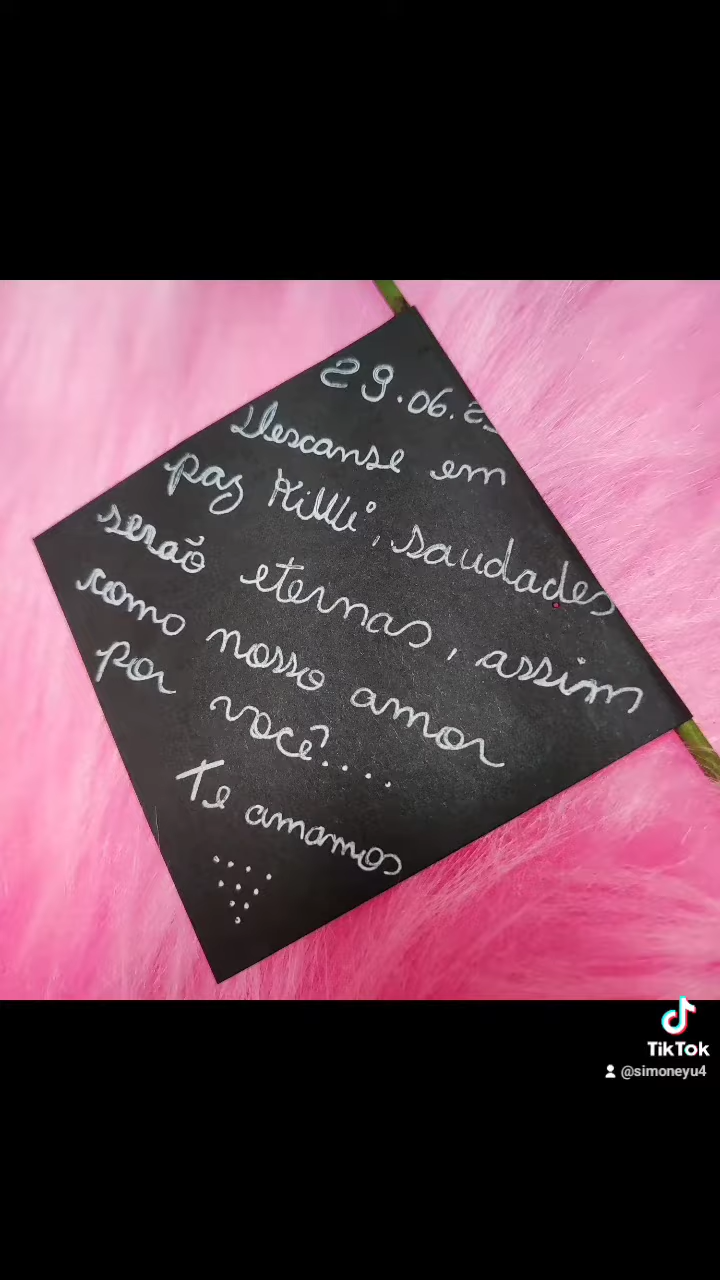 29.06.2
Descanse em
paz Killi, saudades
serão eternas, assim
como nosso amor
por você....
Te amamos
TikTok
@simoneyu4